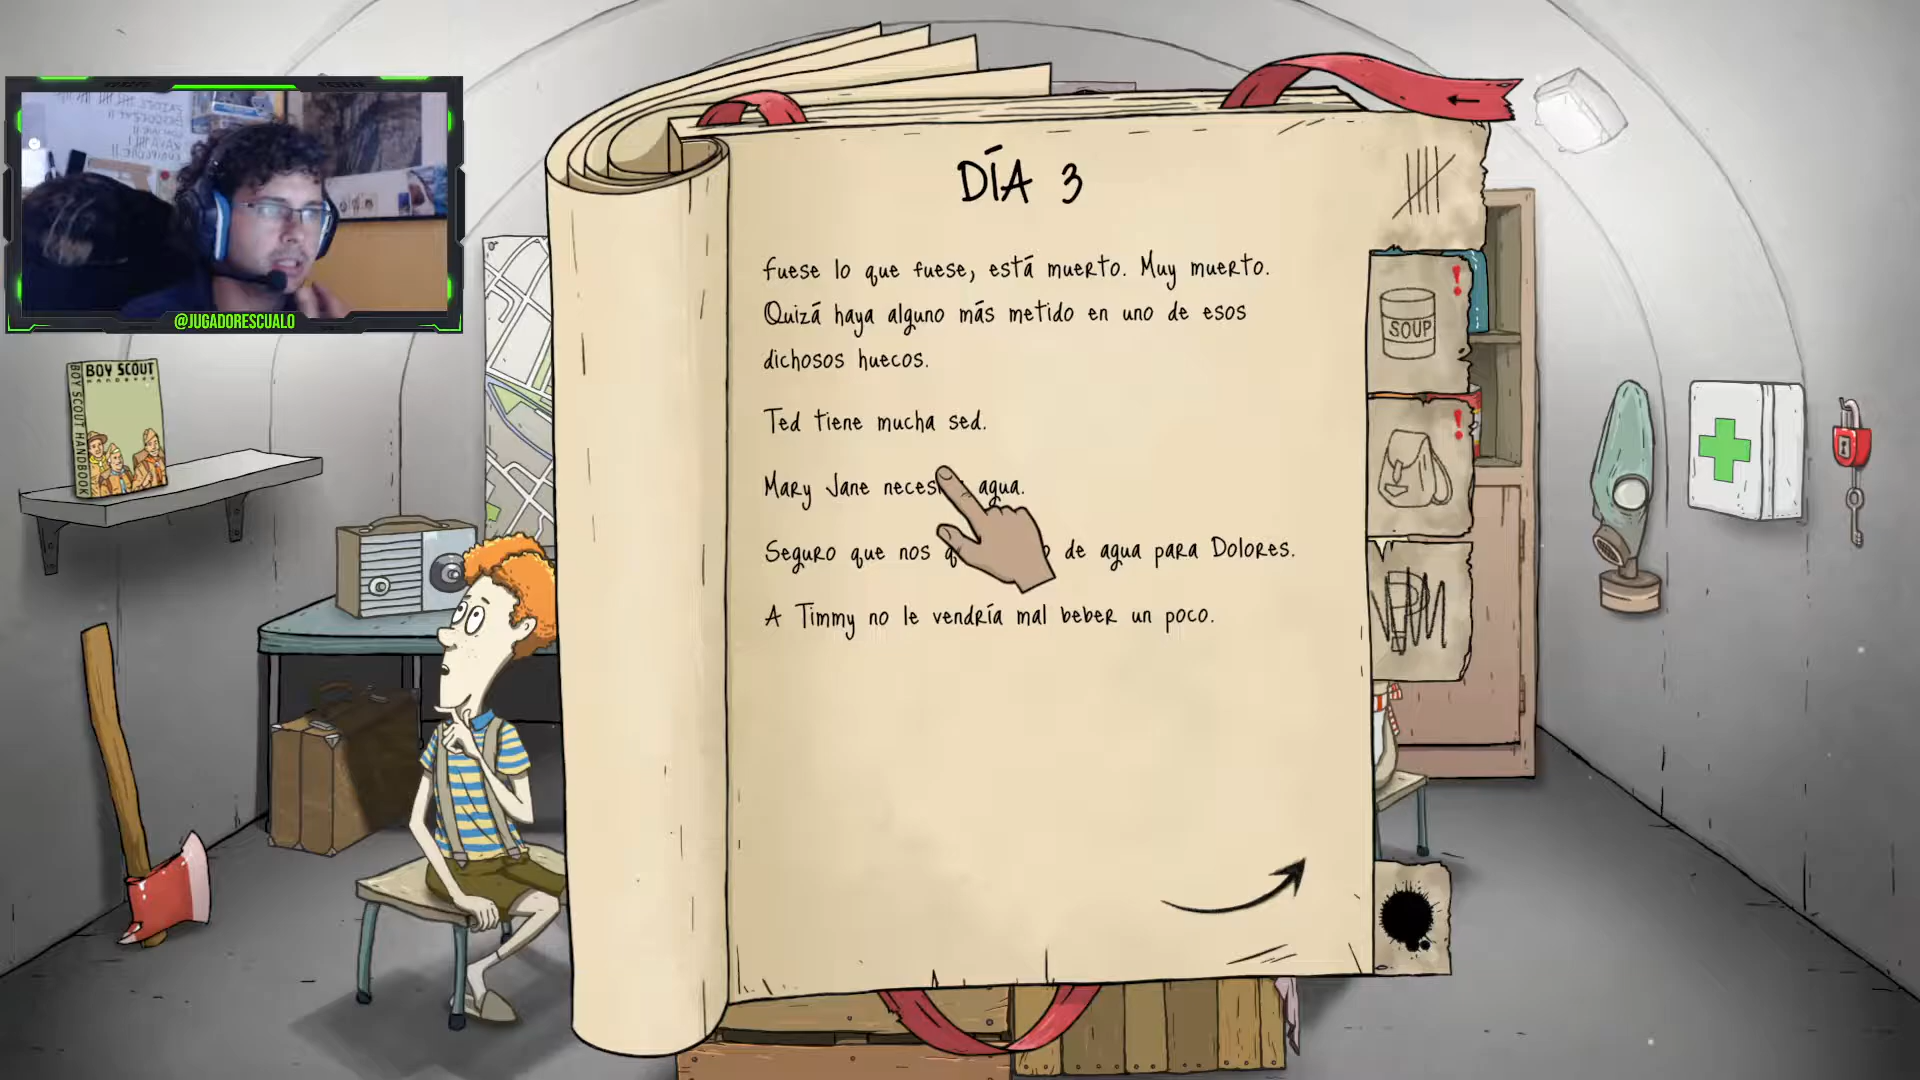 DÍA 3
Fuese lo que fuese, está muerto. Muy muerto.
Quizá haya alguno más metido en uno de esos
dichosos huecos.
Ted tiene mucha sed.
Mary Jane neces agua.
Seguro que nos q de agua para Dolores.
A Timmy no le vendría mal beber un poco.
SOUP
@JUGADORESCUALO
BOY SCOUT
BOY SCOUT HANDBOOK